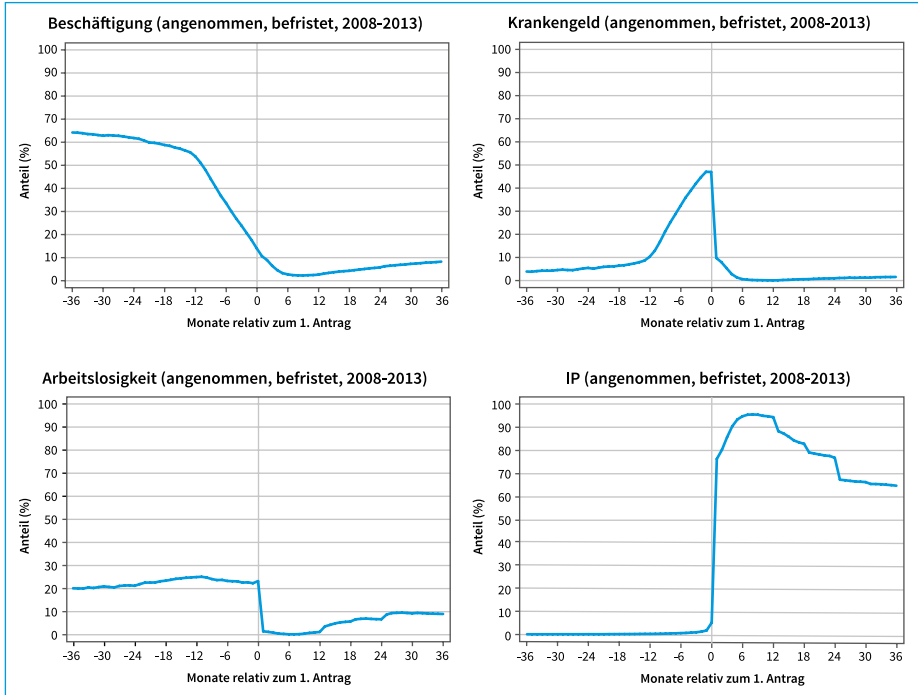 Beschäftigung (angenommen, befristet, 2008-2013)
100
90
80
70
60
50
40
30
20
10
0
Anteil (%)
-36 -30 -24 -18 -12 -6 0 6 12 18 24 30 36
Monate relativ zum 1. Antrag
Krankengeld (angenommen, befristet, 2008-2013)
100
90
80
70
60
50
40
30
20
10
0
Anteil (%)
-36 -30 -24 -18 -12 -6 0 6 12 18 24 30 36
Monate relativ zum 1. Antrag
Arbeitslosigkeit (angenommen, befristet, 2008-2013)
100
90
80
70
60
50
40
30
20
10
0
Anteil (%)
-36 -30 -24 -18 -12 -6 0 6 12 18 24 30 36
Monate relativ zum 1. Antrag
IP (angenommen, befristet, 2008-2013)
100
90
80
70
60
50
40
30
20
10
0
Anteil (%)
-36 -30 -24 -18 -12 -6 0 6 12 18 24 30 36
Monate relativ zum 1. Antrag